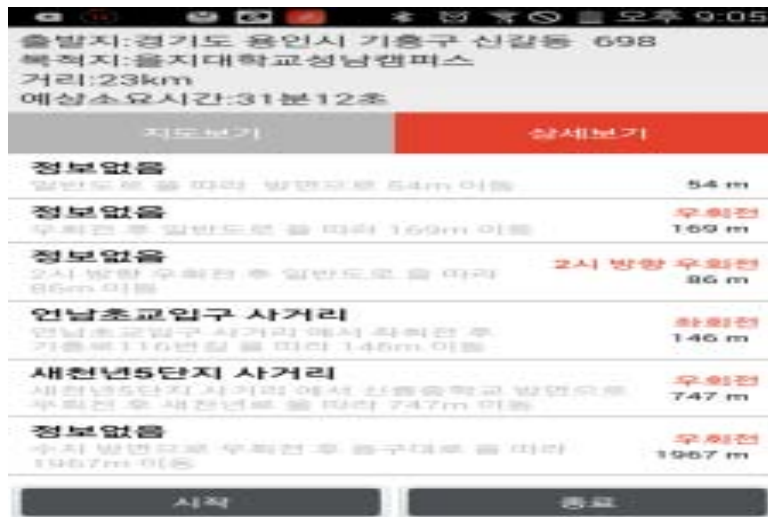 오후 9:05
출발지:경기도 용인시 기흥구 신갈동 698
목적지:을지대학교성남캠퍼스
거리:23km
예상소요시간:31분12초
지도보기
상세보기
정보없음
일반도로 을 따라 방면으로 54m 이동
54 m
정보없음
우회전
우회전 후 일반도로 을 따라 169m 이동
169 m
정보없음
2시 방향 우회전
2시 방향 우회전 후 일반도로 을 따라
86m 이동
86 m
연남초교입구 사거리
좌회전
연남초교입구 사거리 에서 좌회전 후
기흥로116번길 을 따라 146m 이동
146 m
새천년5단지 사거리
우회전
새천년5단지 사거리 에서 신릉중학교 방면으로
우회전 후 새천년로 을 따라 747m 이동
747 m
정보없음
우회전
수지 방면으로 우회전 후 용구대로 을 따라
1967m 이동
1967 m
시작
종료